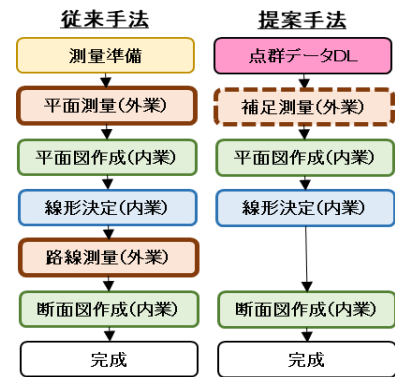 従来手法
測量準備
平面測量(外業)
平面図作成(内業)
線形決定(内業)
路線測量(外業)
断面図作成(内業)
完成
提案手法
点群データDL
補足測量(外業)
平面図作成(内業)
線形決定(内業)
断面図作成(内業)
完成